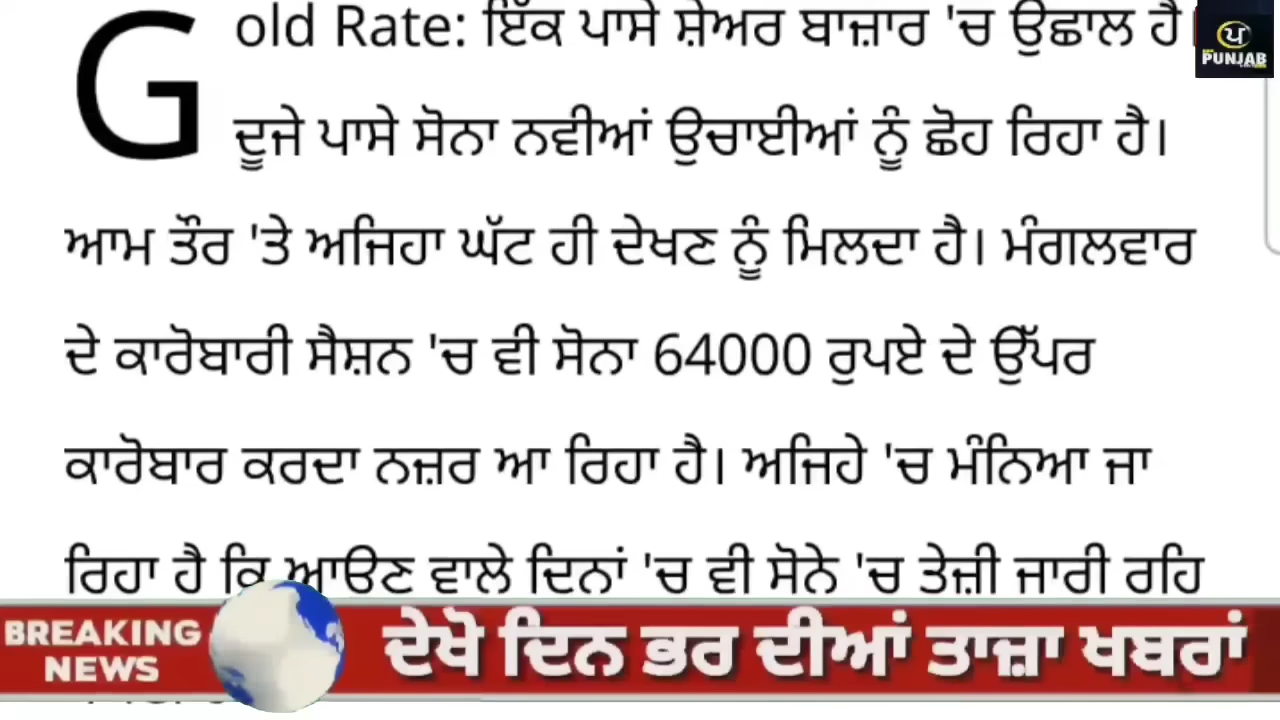 Gold Rate: ਇੱਕ ਪਾਸੇ ਸ਼ੇਅਰ ਬਾਜ਼ਾਰ 'ਚ ਉਛਾਲ ਹੈ
ਦੂਜੇ ਪਾਸੇ ਸੋਨਾ ਨਵੀਆਂ ਉਚਾਈਆਂ ਨੂੰ ਛੋਹ ਰਿਹਾ ਹੈ।
ਆਮ ਤੌਰ 'ਤੇ ਅਜਿਹਾ ਘੱਟ ਹੀ ਦੇਖਣ ਨੂੰ ਮਿਲਦਾ ਹੈ। ਮੰਗਲਵਾਰ
ਦੇ ਕਾਰੋਬਾਰੀ ਸੈਸ਼ਨ 'ਚ ਵੀ ਸੋਨਾ 64000 ਰੁਪਏ ਦੇ ਉੱਪਰ
ਕਾਰੋਬਾਰ ਕਰਦਾ ਨਜ਼ਰ ਆ ਰਿਹਾ ਹੈ। ਅਜਿਹੇ 'ਚ ਮੰਨਿਆ ਜਾ
ਰਿਹਾ ਹੈ ਕਿ ਆਉਣ ਵਾਲੇ ਦਿਨਾਂ 'ਚ ਵੀ ਸੋਨੇ 'ਚ ਤੇਜ਼ੀ ਜਾਰੀ ਰਹਿ
ਪ
PUNJAB
BREAKING
NEWS
ਦੇਖੋ ਦਿਨ ਭਰ ਦੀਆਂ ਤਾਜ਼ਾ ਖਬਰਾਂ